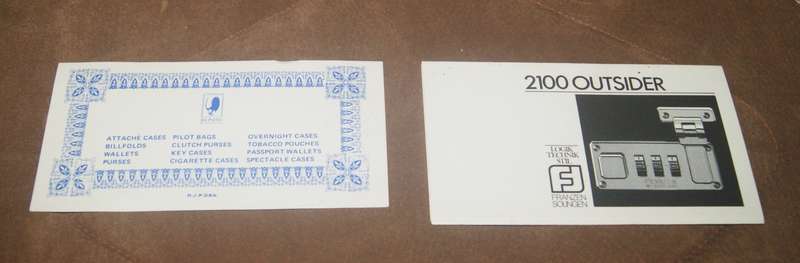 ATTACHÉ CASES PILOT BAGS OVERNIGHT CASES
BILLFOLDS CLUTCH PURSES TOBACCO POUCHES
WALLETS KEY CASES PASSPORT WALLETS
PURSES CIGARETTE CASES SPECTACLE CASES
2100 OUTSIDER
LOGIK
TECHNIK
STIL
FRANZEN
SOLINGEN